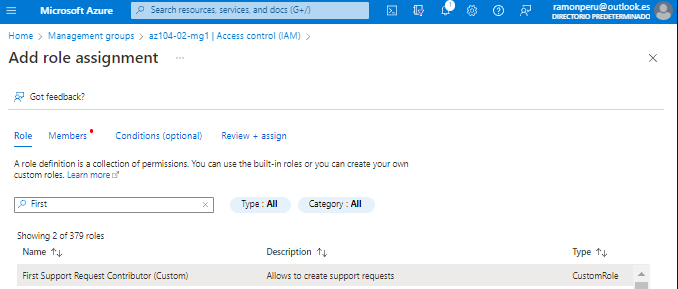 Microsoft Azure
Search resources, services, and docs (G+/)
1
ramonperu@outlook.es
DIRECTORIO PREDETERMINADO
Home > Management groups > az104-02-mg1 | Access control (IAM) >
Add role assignment ...
Got feedback?
Role Members Conditions (optional) Review + assign
A role definition is a collection of permissions. You can use the built-in roles or you can create your own
custom roles. Learn more
First
Type : All
Category : All
Showing 2 of 379 roles
Name Description Type
First Support Request Contributor (Custom) Allows to create support requests CustomRole